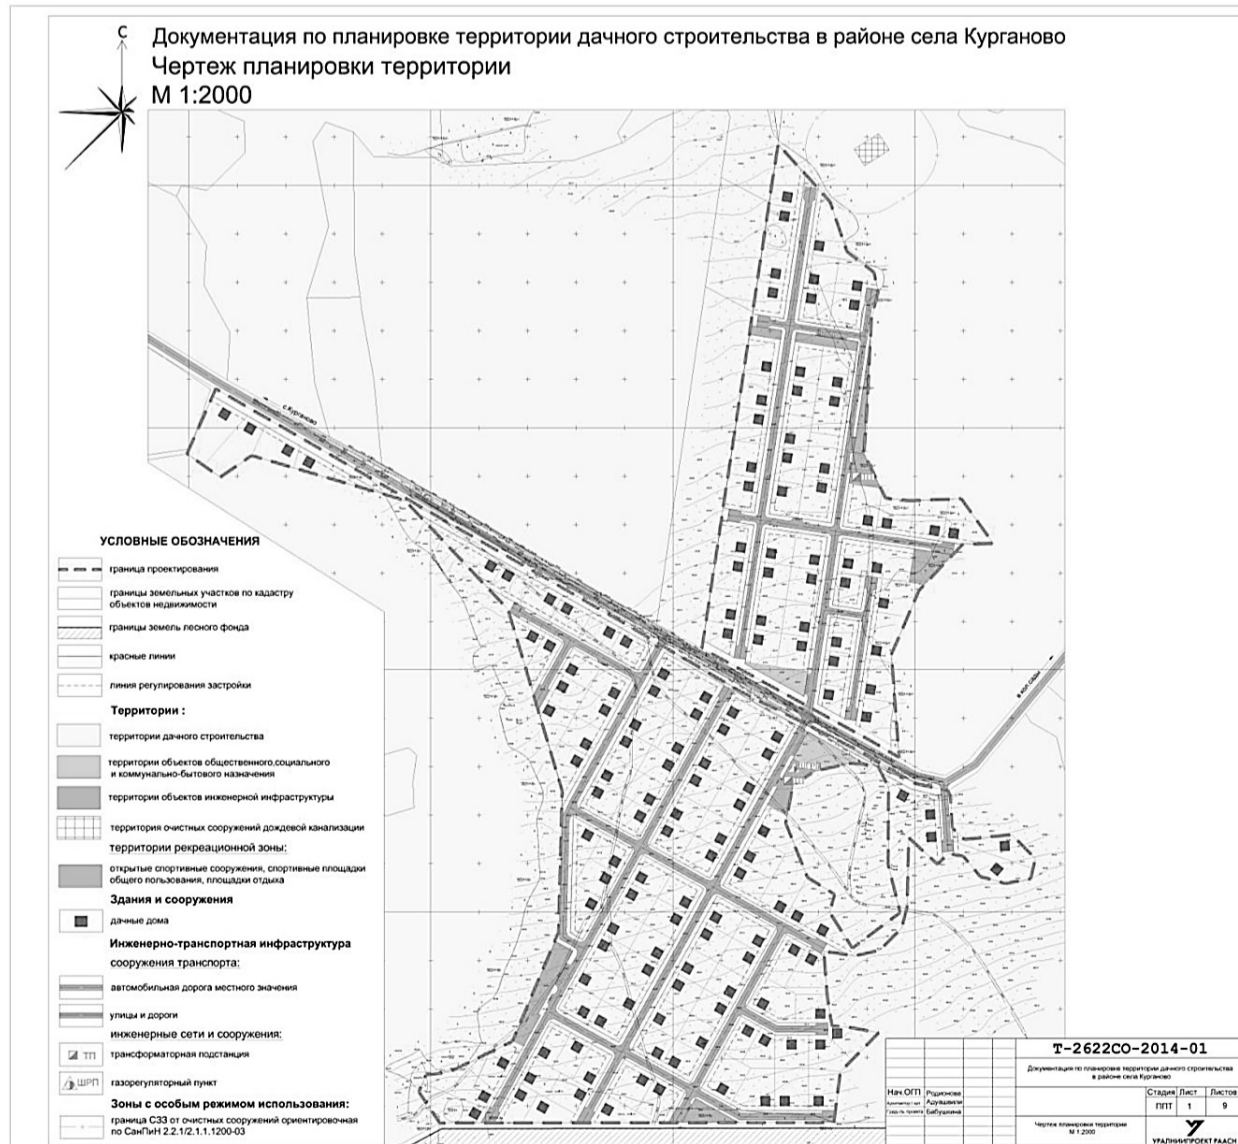 С
Документация по планировке территории дачного строительства в районе села Курганово
Чертеж планировки территории
М 1:2000
с.Курганово
в кол.сады
УСЛОВНЫЕ ОБОЗНАЧЕНИЯ
граница проектирования
границы земельных участков по кадастру
объектов недвижимости
границы земель лесного фонда
красные линии
линия регулирования застройки
Территории :
территории дачного строительства
территории объектов общественного,социального
и коммунально-бытового назначения
территории объектов инженерной инфраструктуры
территория очистных сооружений дождевой канализации
территории рекреационной зоны:
открытые спортивные сооружения, спортивные площадки
общего пользования, площадки отдыха
Здания и сооружения
дачные дома
Инженерно-транспортная инфраструктура
сооружения транспорта:
автомобильная дорога местного значения
улицы и дороги
инженерные сети и сооружения:
ТП трансформаторная подстанция
ШРП газорегуляторный пункт
Зоны с особым режимом использования:
граница СЗЗ от очистных сооружений ориентировочная
по СанПиН 2.2.1/2.1.1.1200-03
Т-2622СО-2014-01
Документация по планировке территории дачного строительства
в районе села Курганово
Нач.ОГП Родионова
Стадия Лист Листов
ППТ 1 9
Бабушкина
Чертеж планировки территории
М 1:2000
УРАЛНИИПРОЕКТ РААСН